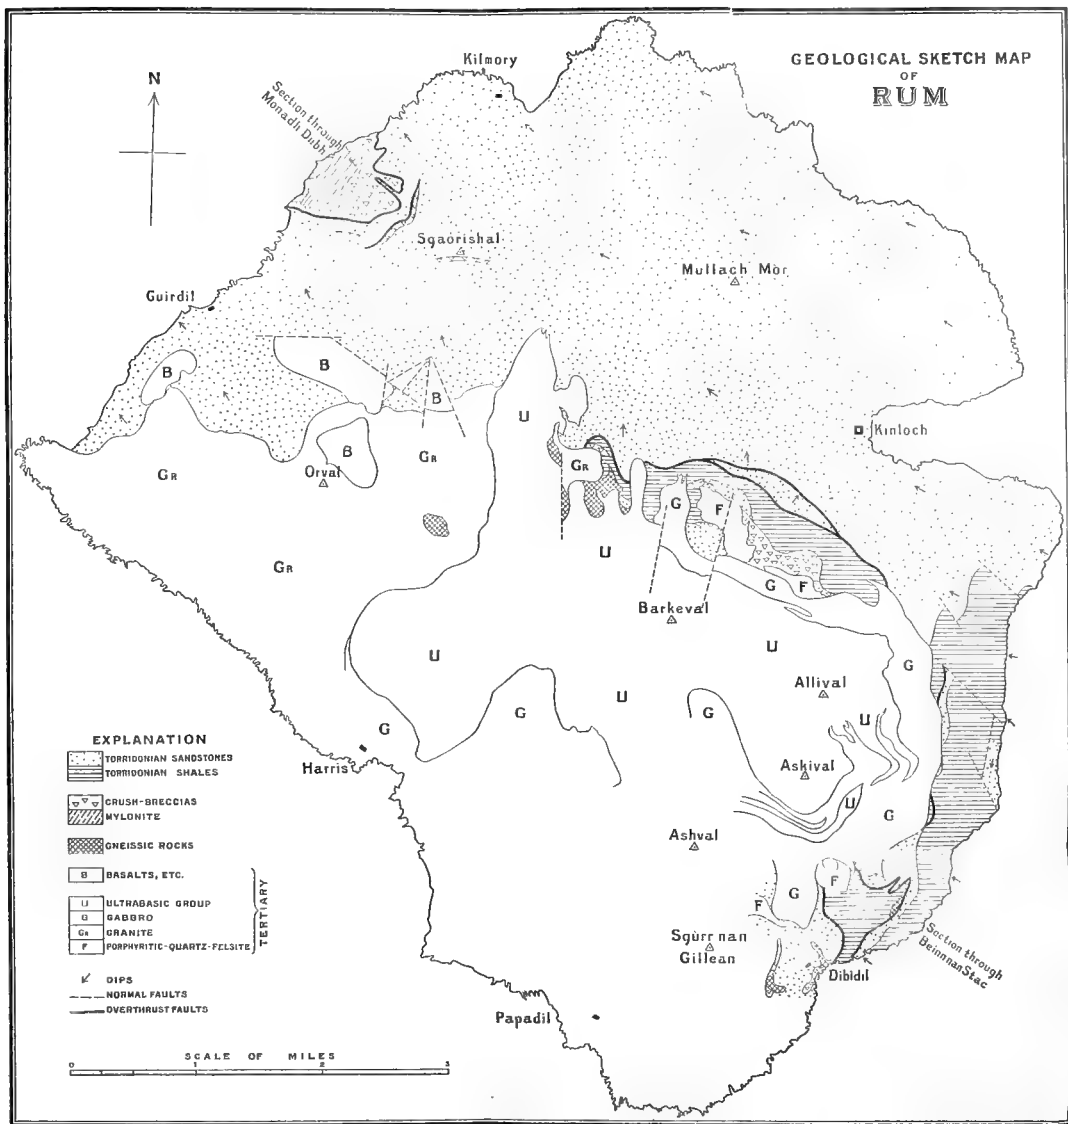 GEOLOGICAL SKETCH MAP
OF
RUM
N
Kilmory
Section through
Monadh Dubh
Sgaorishal
Mullach Mór
Guirdil
B
B
B
U
Kinloch
B
Orval
GR
GR
GR
G
F
U
GR
G
F
Barkeval
U
U
G
Allival
U
G
G
U
G
Harris
Askival
U
G
Ashval
F
G
F
Sgùrr nan
Gillean
Dibidil
Section through
Beinn nan Stac
Papadil
EXPLANATION
TORRIDONIAN SANDSTONES
TORRIDONIAN SHALES
CRUSH-BRECCIAS
MYLONITE
GNEISSIC ROCKS
B BASALTS, ETC.
U ULTRABASIC GROUP
G GABBRO
GR GRANITE
F PORPHYRITIC-QUARTZ-FELSITE
TERTIARY
DIPS
NORMAL FAULTS
OVERTHRUST FAULTS
SCALE OF MILES
0 1 2 3